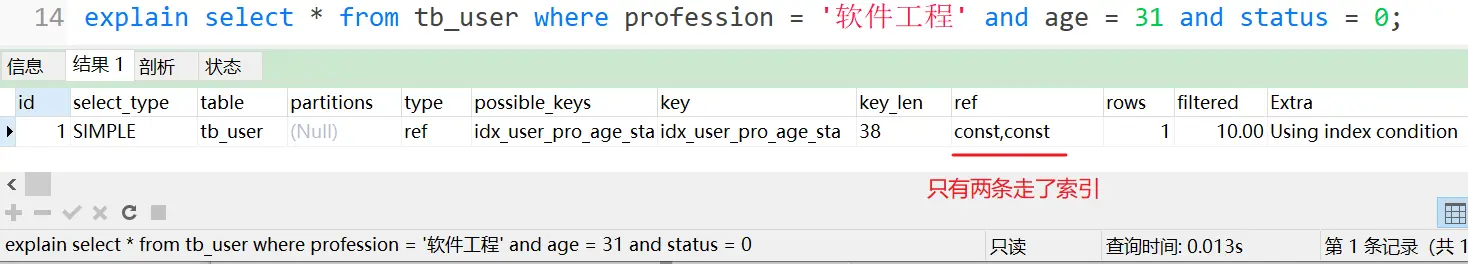 14 explain select * from tb_user where profession = '软件工程' and age = 31 and status = 0;
信息 结果 1 剖析 状态
id select_type table partitions type possible_keys key key_len ref rows filtered Extra
1 SIMPLE tb_user (Null) ref idx_user_pro_age_sta idx_user_pro_age_sta 38 const,const 1 10.00 Using index condition
只有两条走了索引
explain select * from tb_user where profession = '软件工程' and age = 31 and status = 0 只读 查询时间: 0.013s 第 1 条记录 (共 1